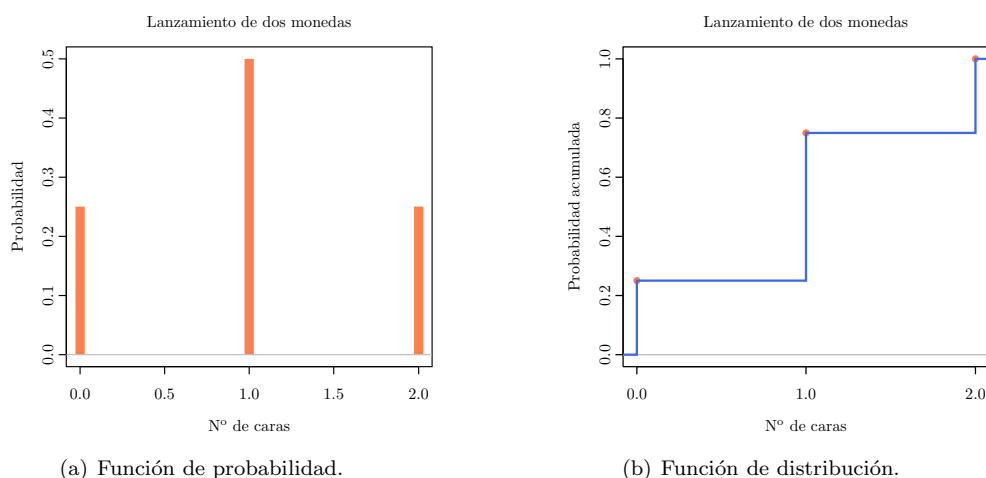 Lanzamiento de dos monedas
Probabilidad
0.5
0.4
0.3
0.2
0.1
0.0
0.0 0.5 1.0 1.5 2.0
Nº de caras
(a) Función de probabilidad.
Lanzamiento de dos monedas
Probabilidad acumulada
1.0
0.8
0.6
0.4
0.2
0.0
0.0 1.0 2.0
Nº de caras
(b) Función de distribución.